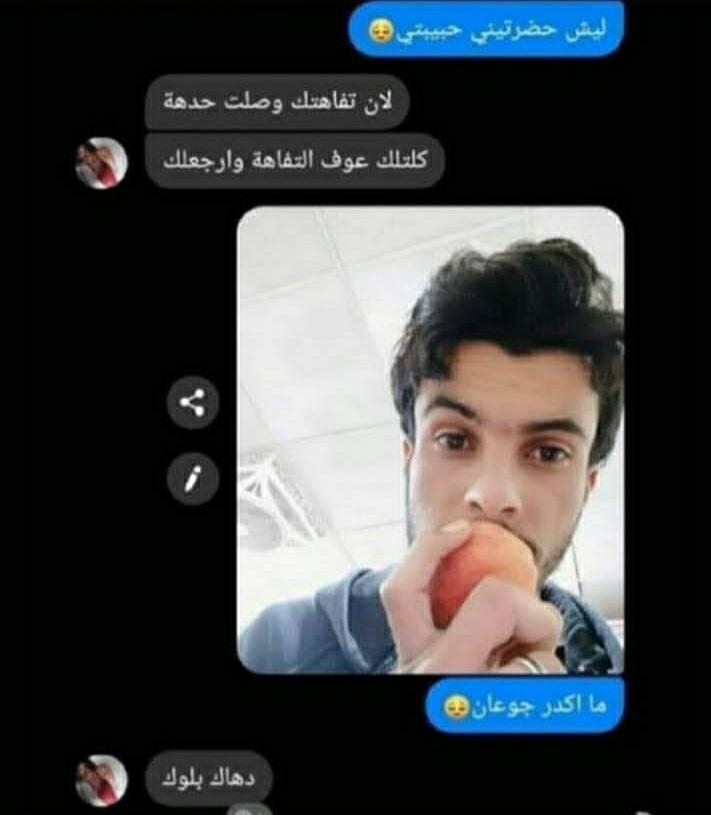 ليش حضرتيني حبيبتي😔
لان تفاهتك وصلت حدهة
كلتلك عوف التفاهة وارجعلك
ما اكدر جوعان😔
دهاك بلوك